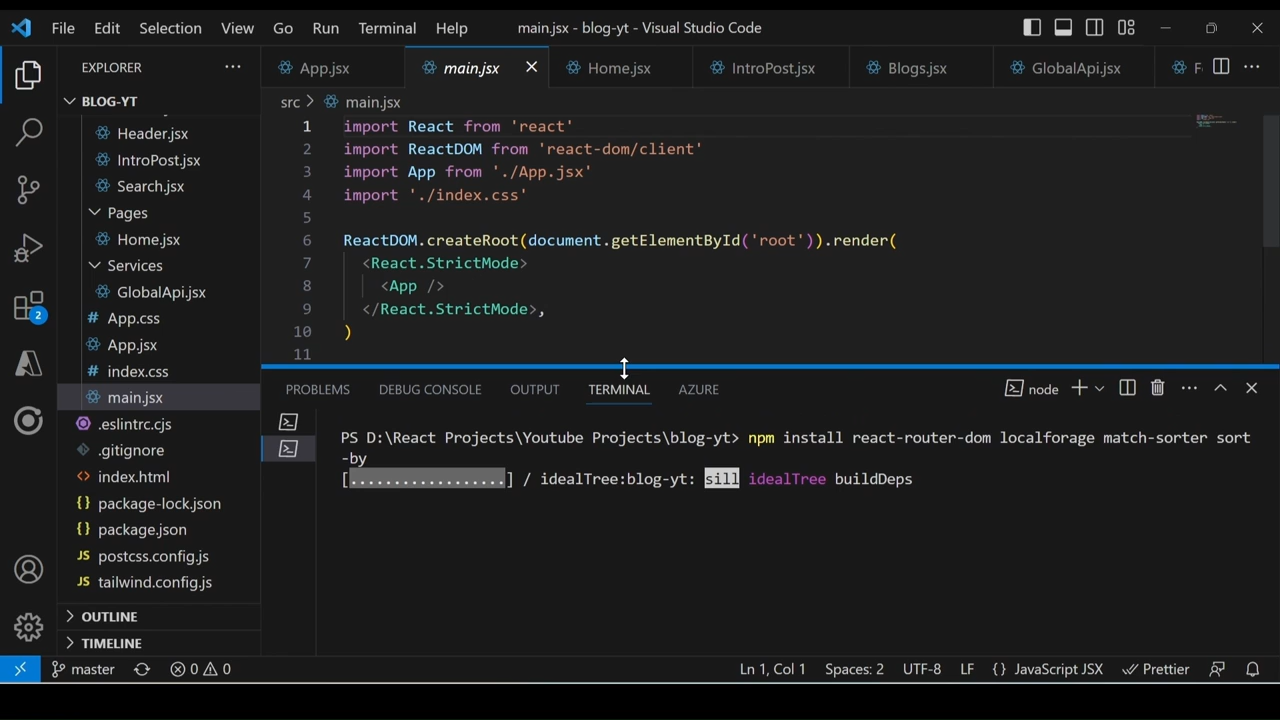 File Edit Selection View Go Run Terminal Help
main.jsx - blog-yt - Visual Studio Code
EXPLORER
App.jsx main.jsx Home.jsx IntroPost.jsx Blogs.jsx GlobalApi.jsx F
BLOG-YT
src > main.jsx
Header.jsx
IntroPost.jsx
Search.jsx
Pages
Home.jsx
Services
GlobalApi.jsx
App.css
App.jsx
index.css
main.jsx
.eslintrc.cjs
.gitignore
index.html
package-lock.json
package.json
postcss.config.js
tailwind.config.js
OUTLINE
TIMELINE
2
1 import React from 'react'
2 import ReactDOM from 'react-dom/client'
3 import App from './App.jsx'
4 import './index.css'
5
6 ReactDOM.createRoot(document.getElementById('root')).render(
7 <React.StrictMode>
8 <App />
9 </React.StrictMode>,
10 )
11
PROBLEMS DEBUG CONSOLE OUTPUT TERMINAL AZURE
node
PS D:\React Projects\Youtube Projects\blog-yt> npm install react-router-dom localforage match-sorter sort
-by
[..................] / idealTree:blog-yt: sill idealTree buildDeps
master 0 0 Ln 1, Col 1 Spaces: 2 UTF-8 LF {} JavaScript JSX Prettier